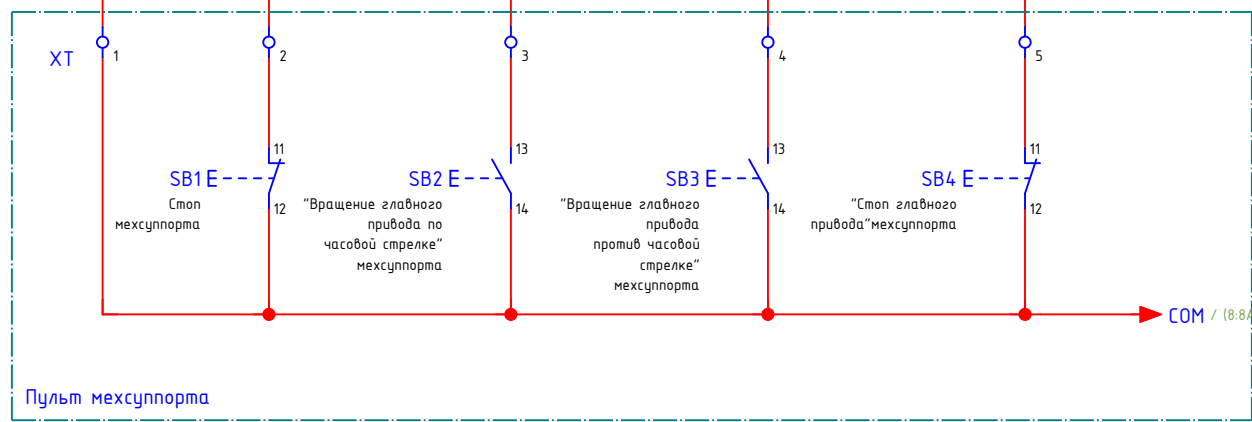 XT
1
2
3
4
5
11
13
13
11
SB1
SB2
SB3
SB4
12
14
14
12
Стоп
мехсуппорта
"Вращение главного
привода по
часовой стрелке"
мехсуппорта
"Вращение главного
привода
против часовой
стрелке"
мехсуппорта
"Стоп главного
привода"мехсуппорта
COM / (8:8A
Пульт мехсуппорта